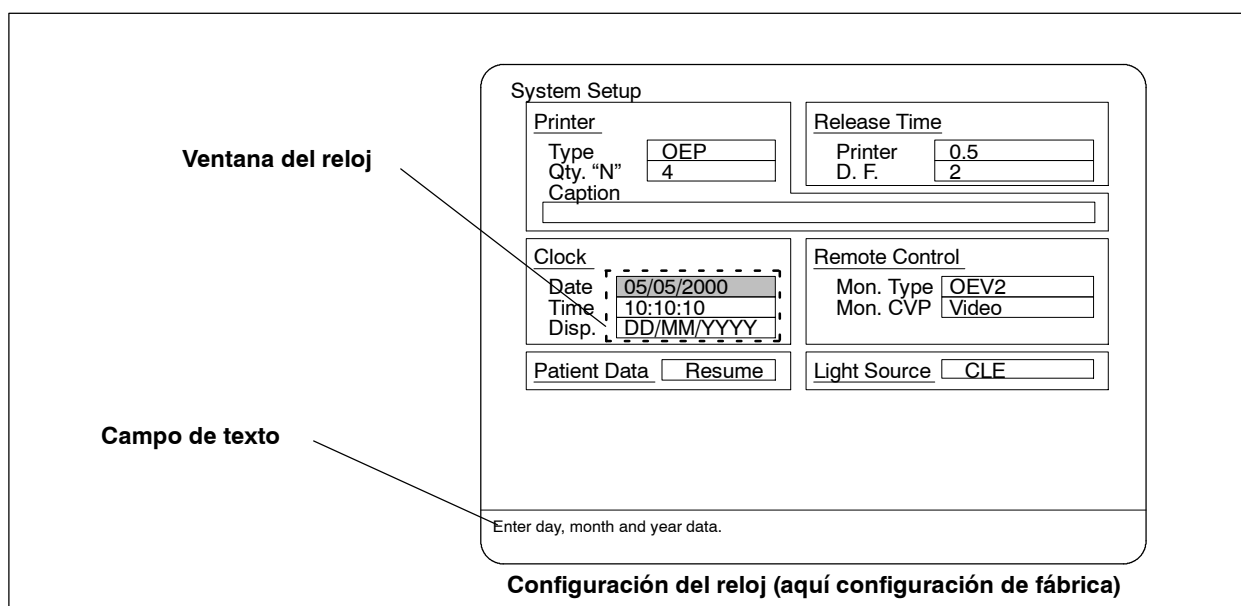 System Setup
Printer
Type OEP
Qty. “N” 4
Caption
Release Time
Printer 0.5
D. F. 2
Ventana del reloj
Clock
Date 05/05/2000
Time 10:10:10
Disp. DD/MM/YYYY
Remote Control
Mon. Type OEV2
Mon. CVP Video
Patient Data Resume
Light Source CLE
Campo de texto
Enter day, month and year data.
Configuración del reloj (aquí configuración de fábrica)